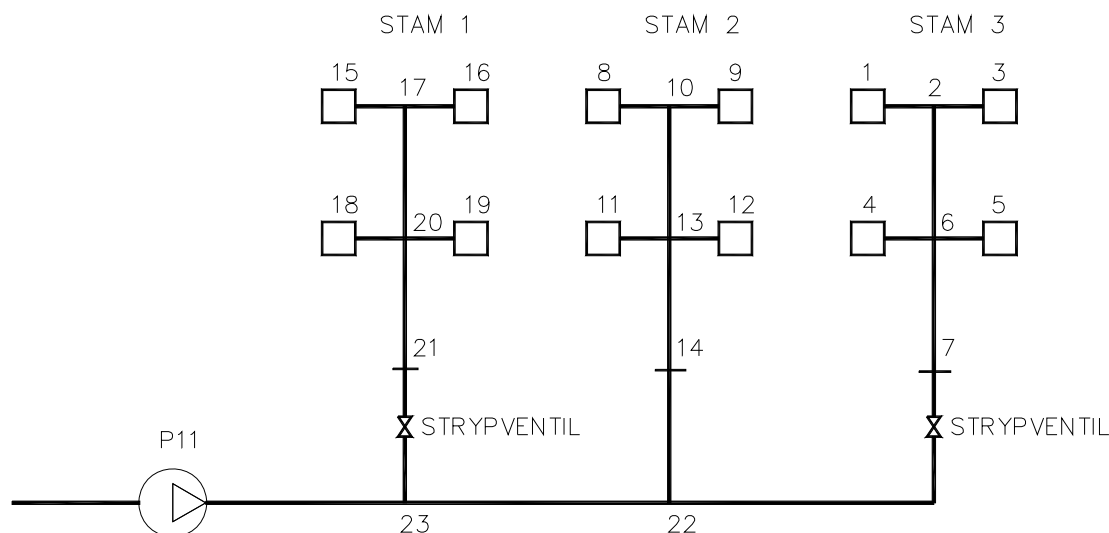 STAM 1 STAM 2 STAM 3
15 17 16 8 10 9 1 2 3
18 20 19 11 13 12 4 6 5
21 14 7
STRYPVENTIL STRYPVENTIL
P11
23 22